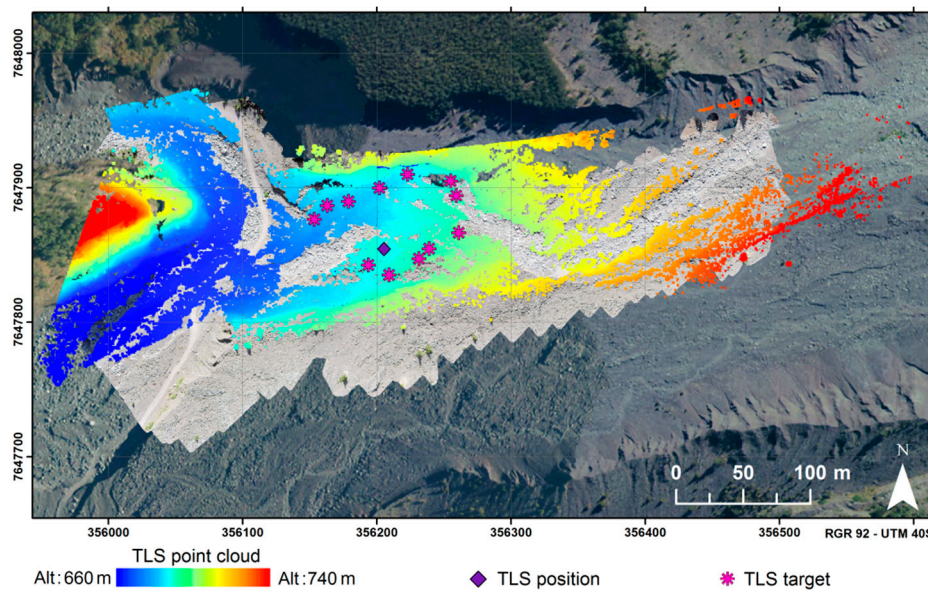 7648000
7647900
7647800
7647700
N
0 50 100 m
356000 356100 356200 356300 356400 356500 RGR 92 - UTM 40S
TLS point cloud
Alt: 660 m Alt: 740 m TLS position TLS target